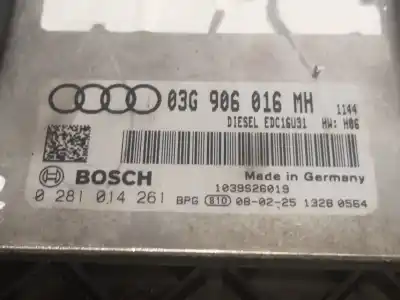 03G 906 016 MH 1144
DIESEL EDC16U31 HW: H06
BOSCH Made in Germany
1039S26019
0 281 014 261 BPG 810 08-02-25 1326 0564